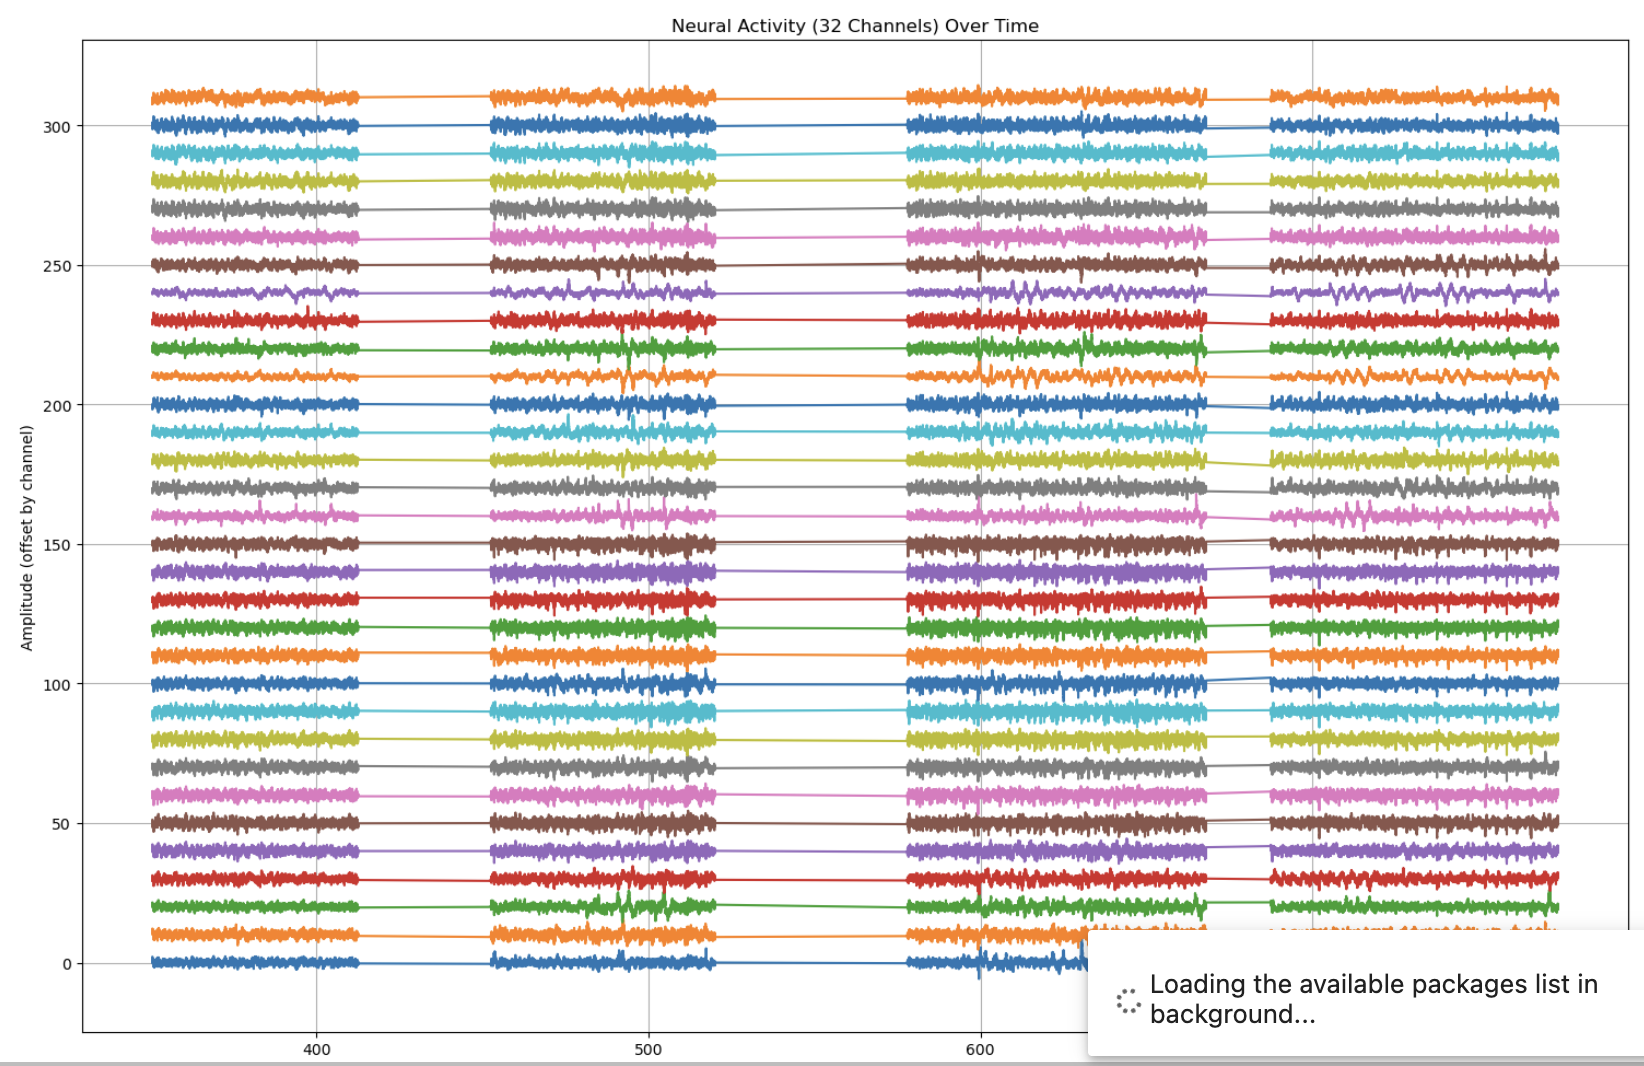 Neural Activity (32 Channels) Over Time
Amplitude (offset by channel)
300
250
200
150
100
50
0
400
500
600
Loading the available packages list in
background...